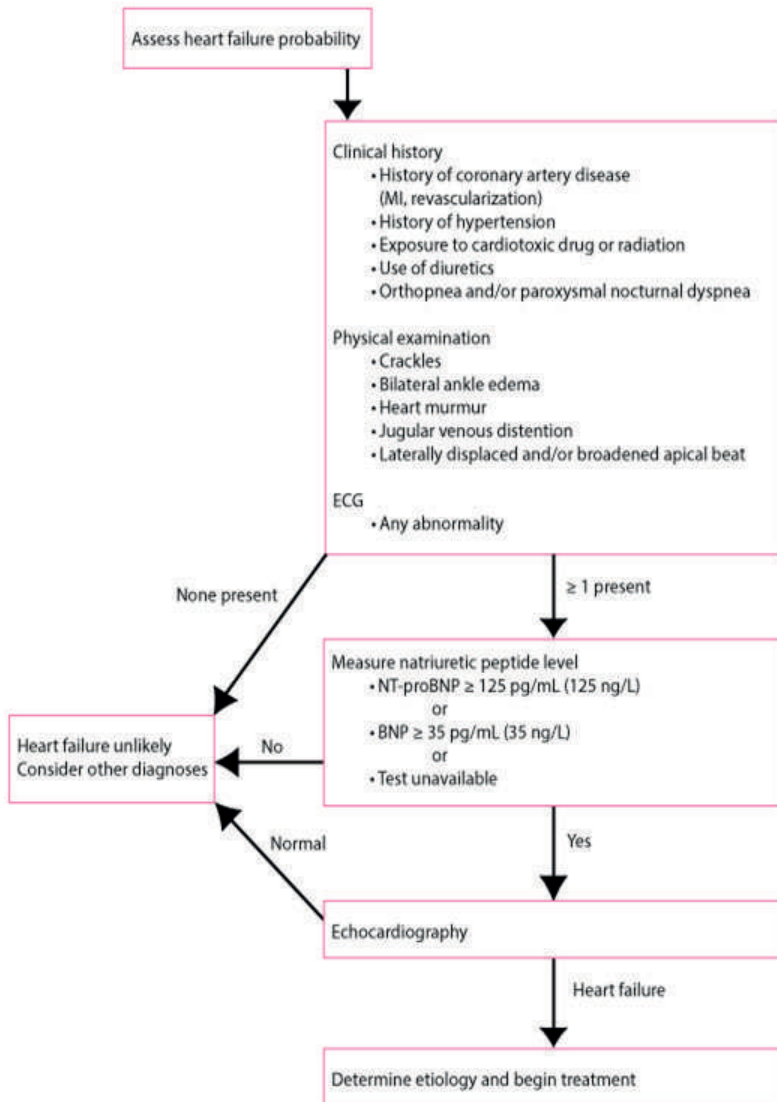 Assess heart failure probability
Clinical history
• History of coronary artery disease
(MI, revascularization)
• History of hypertension
• Exposure to cardiotoxic drug or radiation
• Use of diuretics
• Orthopnea and/or paroxysmal nocturnal dyspnea
Physical examination
• Crackles
• Bilateral ankle edema
• Heart murmur
• Jugular venous distention
• Laterally displaced and/or broadened apical beat
ECG
• Any abnormality
None present
≥ 1 present
Measure natriuretic peptide level
• NT-proBNP ≥ 125 pg/mL (125 ng/L)
or
• BNP ≥ 35 pg/mL (35 ng/L)
or
• Test unavailable
No
Heart failure unlikely
Consider other diagnoses
Normal
Yes
Echocardiography
Heart failure
Determine etiology and begin treatment